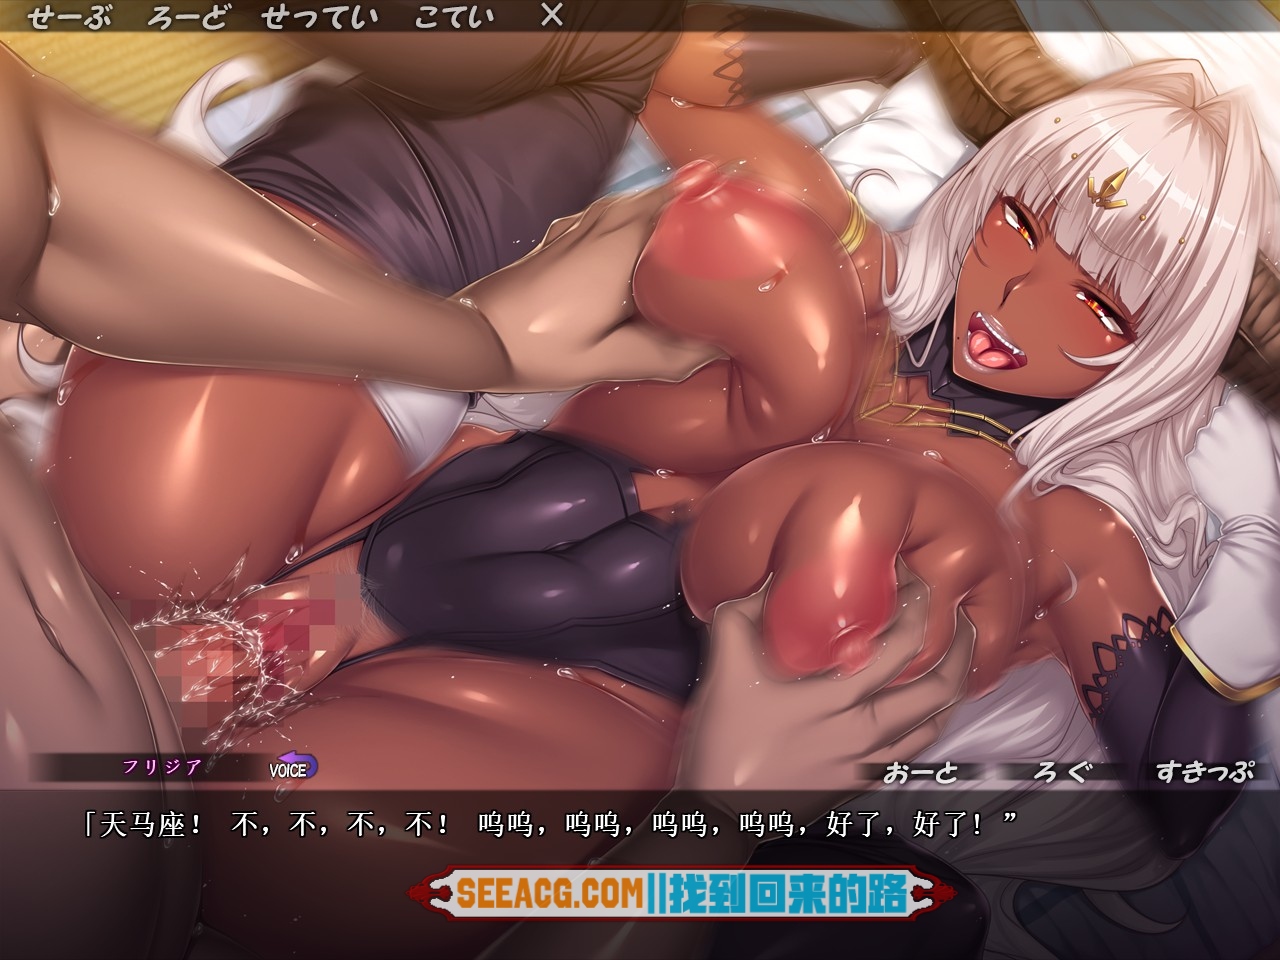 せーぶ ろーど せってい こてい ×
フリジア
VOICE
おーと ろぐ すきっぷ
「天马座！ 不，不，不，不！ 呜呜，呜呜，呜呜，呜呜，好了，好了！”
SEEACG.COM||找到回来的路